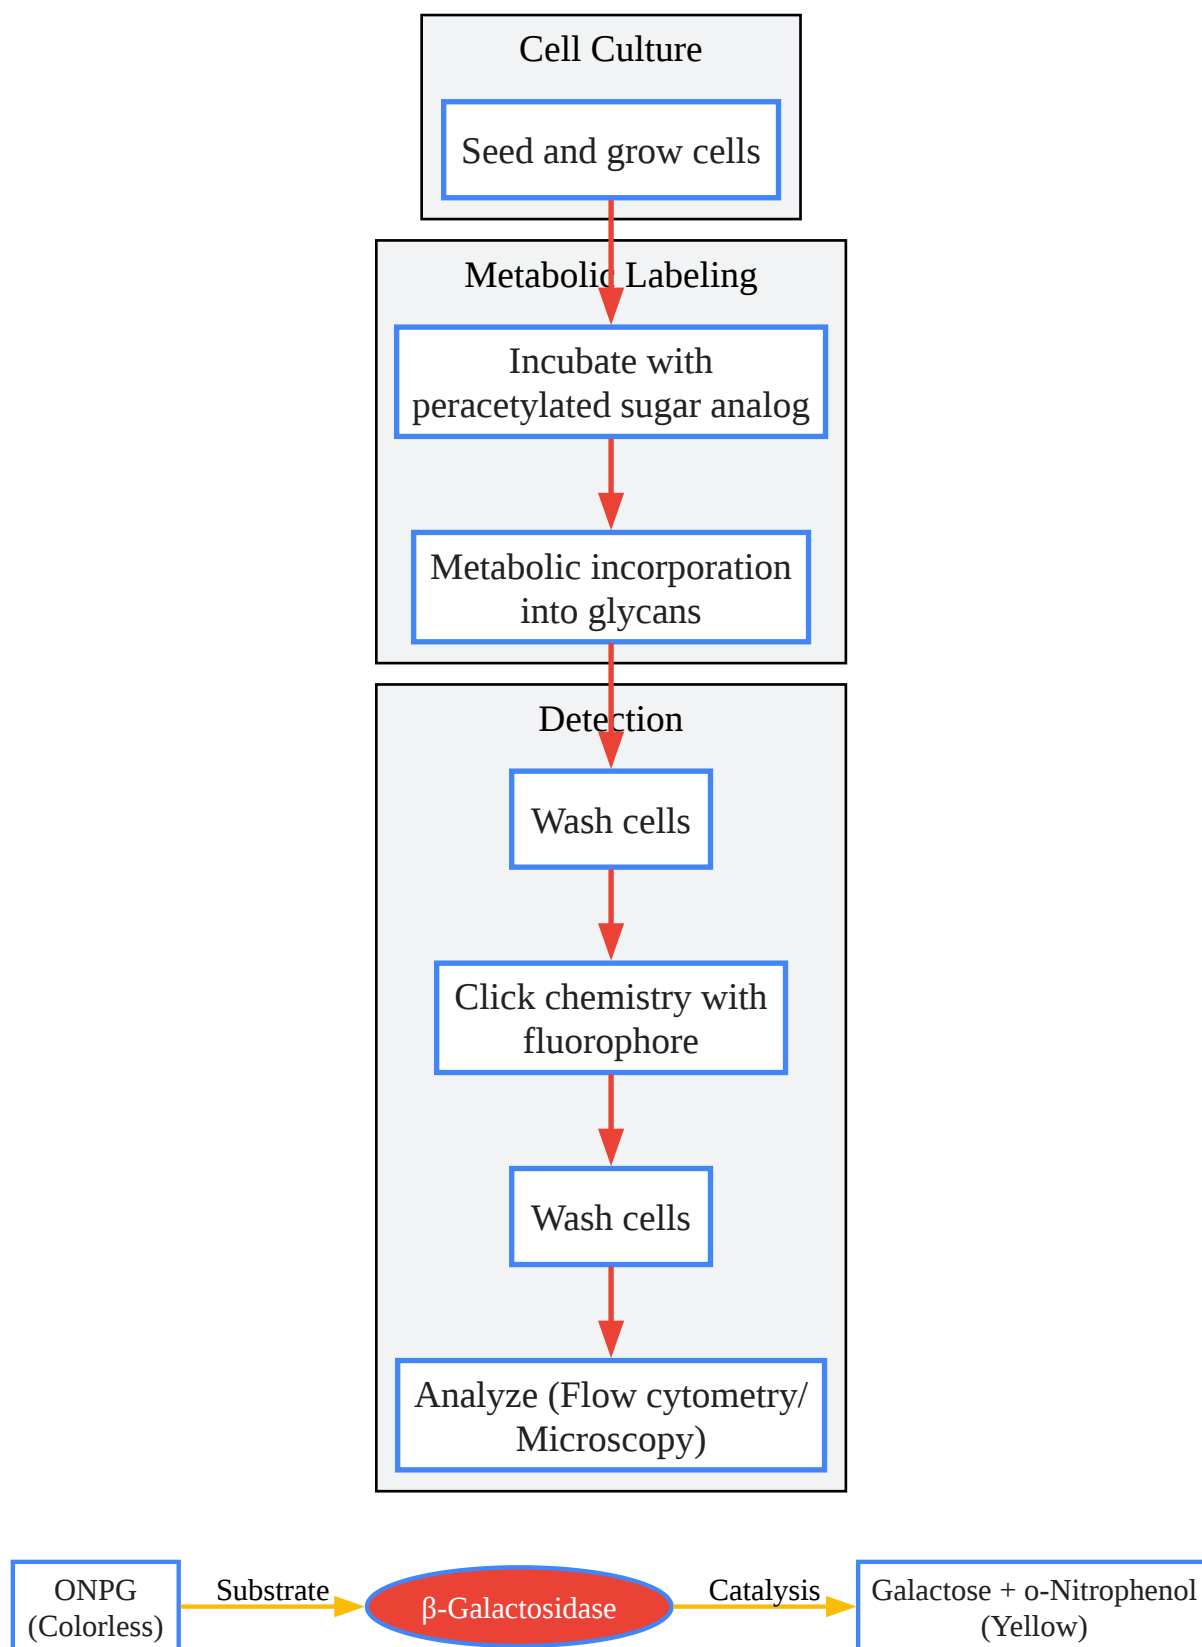 Cell Culture
Seed and grow cells
Metabolic Labeling
Incubate with
peracetylated sugar analog
Metabolic incorporation
into glycans
Detection
Wash cells
Click chemistry with
fluorophore
Wash cells
Analyze (Flow cytometry/
Microscopy)
ONPG
(Colorless)
Substrate
β-Galactosidase
Catalysis
Galactose + o-Nitrophenol
(Yellow)